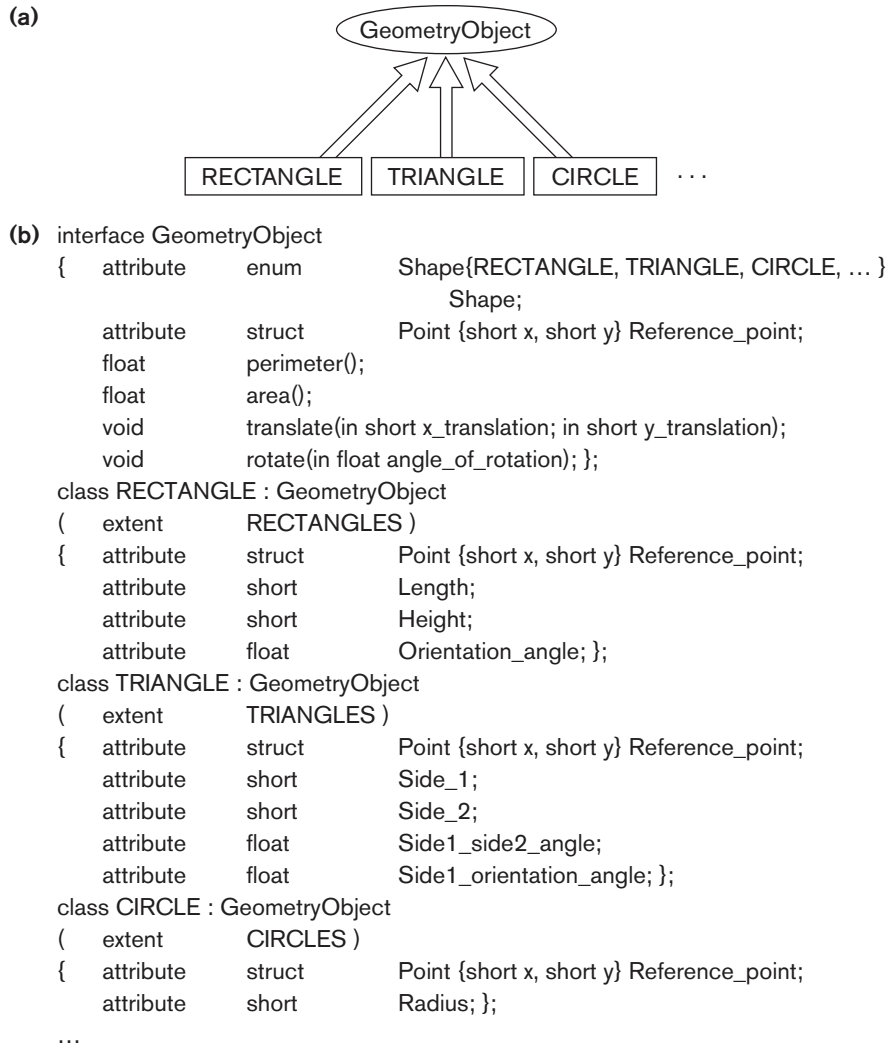 (a)
GeometryObject
RECTANGLE TRIANGLE CIRCLE . . .
(b) interface GeometryObject
{ attribute enum Shape{RECTANGLE, TRIANGLE, CIRCLE, … }
Shape;
attribute struct Point {short x, short y} Reference_point;
float perimeter();
float area();
void translate(in short x_translation; in short y_translation);
void rotate(in float angle_of_rotation); };
class RECTANGLE : GeometryObject
( extent RECTANGLES )
{ attribute struct Point {short x, short y} Reference_point;
attribute short Length;
attribute short Height;
attribute float Orientation_angle; };
class TRIANGLE : GeometryObject
( extent TRIANGLES )
{ attribute struct Point {short x, short y} Reference_point;
attribute short Side_1;
attribute short Side_2;
attribute float Side1_side2_angle;
attribute float Side1_orientation_angle; };
class CIRCLE : GeometryObject
( extent CIRCLES )
{ attribute struct Point {short x, short y} Reference_point;
attribute short Radius; };
…